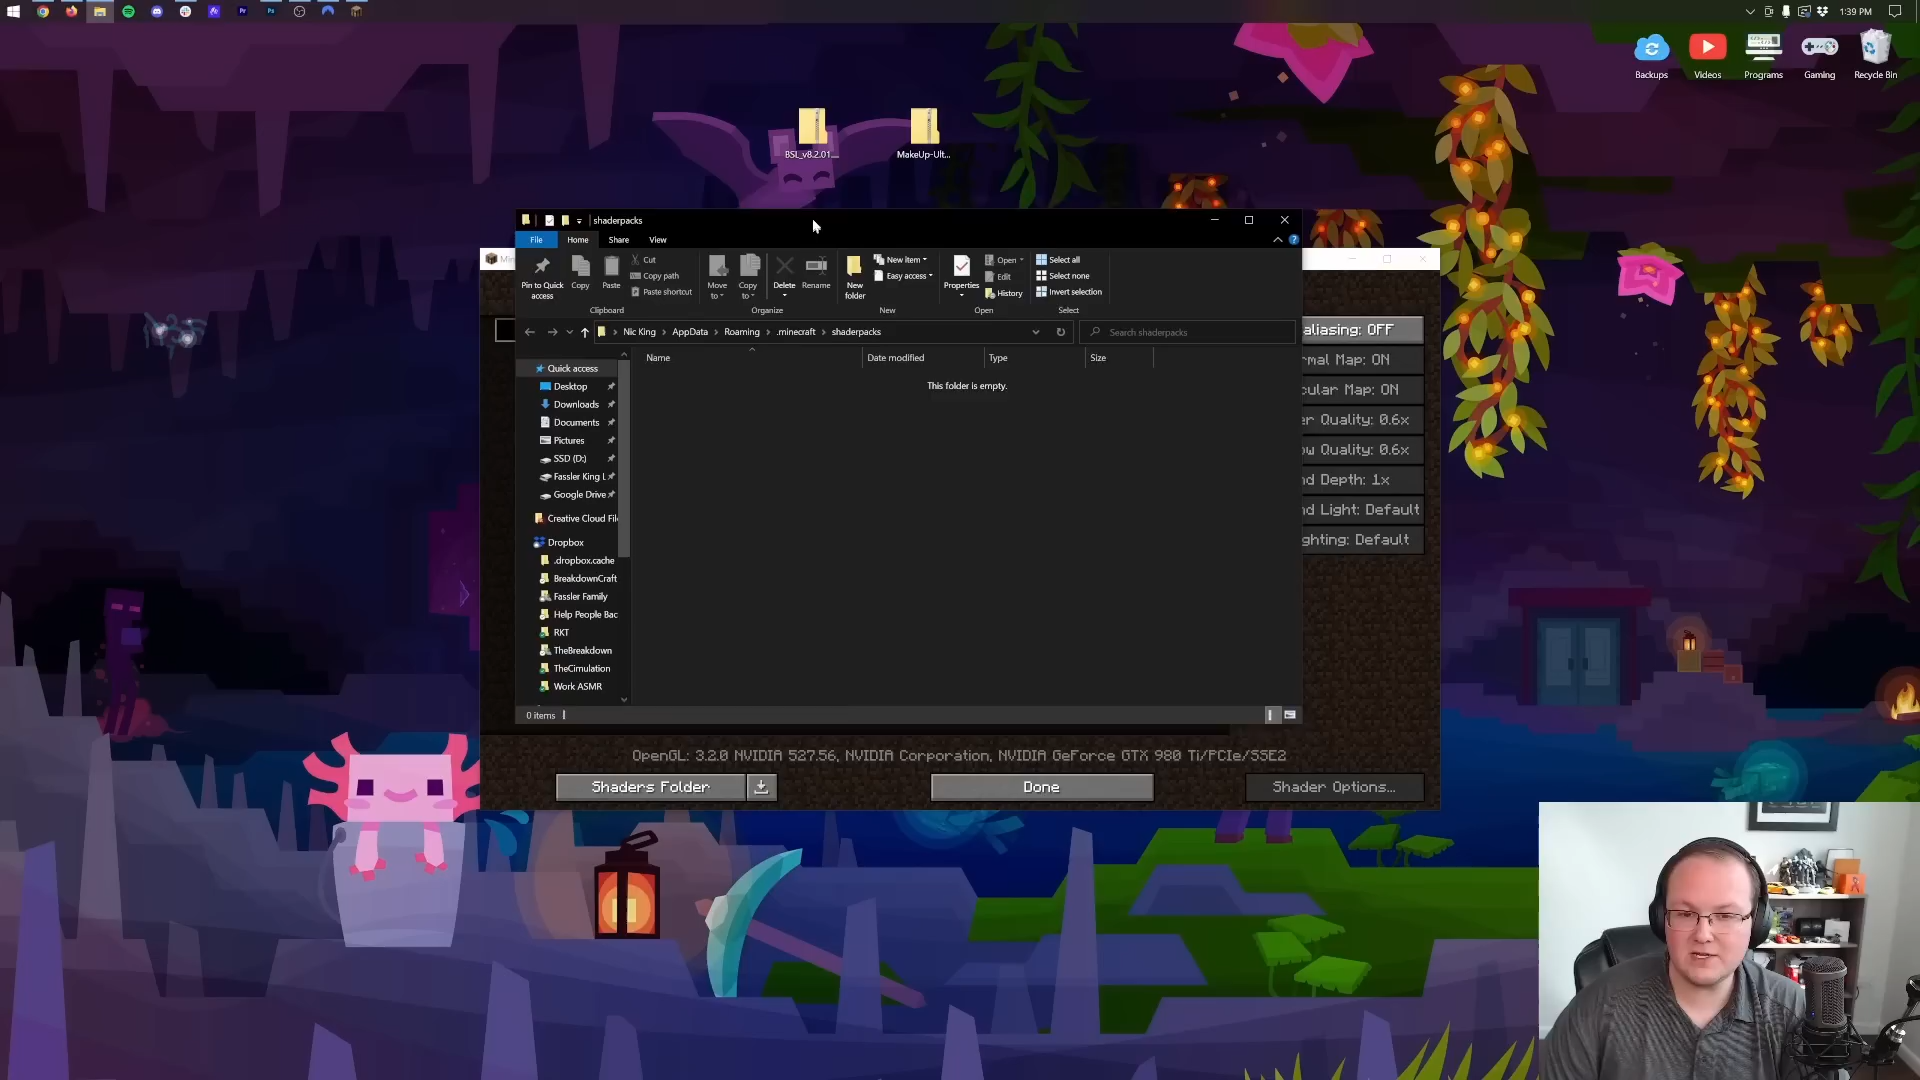 1:39 PM
Backups
Videos
Programs
Gaming
Recycle Bin
BSL_v8.2.01....
MakeUp-Ult...
shaderpacks
File
Home
Share
View
Pin to Quick access
Copy
Paste
Cut
Copy path
Paste shortcut
Clipboard
Move to
Copy to
Delete
Rename
Organize
New folder
New item
Easy access
New
Properties
Open
Edit
History
Open
Select all
Select none
Invert selection
Select
Nic King > AppData > Roaming > .minecraft > shaderpacks
Search shaderpacks
Name
Date modified
Type
Size
This folder is empty.
Quick access
Desktop
Downloads
Documents
Pictures
SSD (D:)
Fassler King L
Google Drive
Creative Cloud Fil
Dropbox
.dropbox.cache
BreakdownCraft
Fassler Family
Help People Bac
RKT
TheBreakdown
TheCimulation
Work ASMR
0 items
aliasing: OFF
rmal Map: ON
cular Map: ON
er Quality: 0.6x
ow Quality: 0.6x
nd Depth: 1x
nd Light: Default
ghting: Default
OpenGL: 3.2.0 NVIDIA 527.56, NVIDIA Corporation, NVIDIA GeForce GTX 980 Ti/PCIe/SSE2
Shaders Folder
Done
Shader Options...